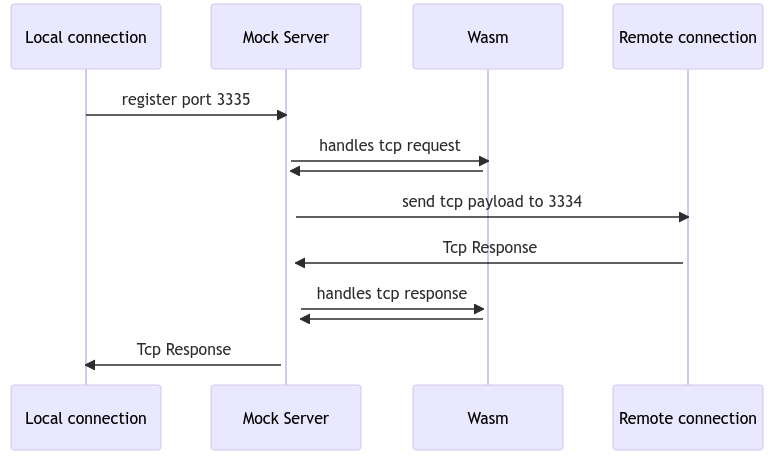 Local connection
Mock Server
Wasm
Remote connection
register port 3335
handles tcp request
send tcp payload to 3334
Tcp Response
handles tcp response
Tcp Response
Local connection
Mock Server
Wasm
Remote connection